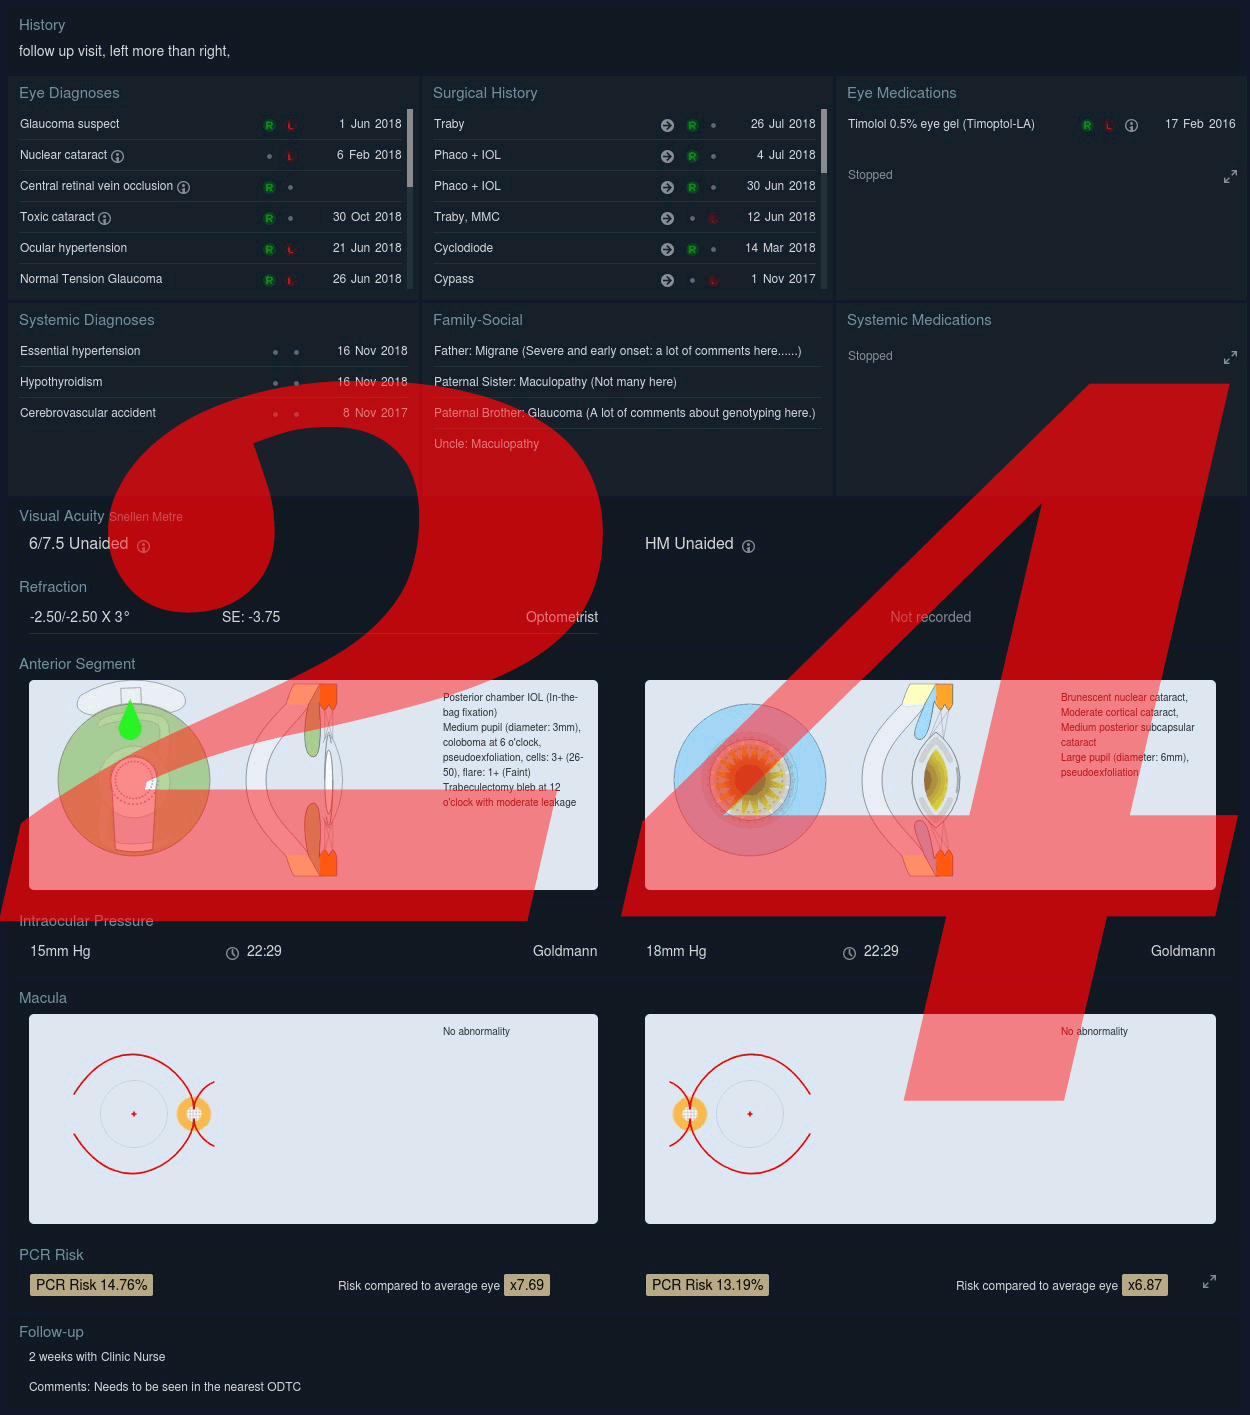 History
follow up visit, left more than right,
Eye Diagnoses
Glaucoma suspect R L 1 Jun 2018
Nuclear cataract L 6 Feb 2018
Central retinal vein occlusion R
Toxic cataract R 30 Oct 2018
Ocular hypertension R L 21 Jun 2018
Normal Tension Glaucoma R L 26 Jun 2018
Surgical History
Traby R 26 Jul 2018
Phaco + IOL R 4 Jul 2018
Phaco + IOL R 30 Jun 2018
Traby, MMC L 12 Jun 2018
Cyclodiode R 14 Mar 2018
Cypass L 1 Nov 2017
Eye Medications
Timolol 0.5% eye gel (Timoptol-LA) R L 17 Feb 2016
Stopped
Systemic Diagnoses
Essential hypertension 16 Nov 2018
Hypothyroidism 16 Nov 2018
Cerebrovascular accident 8 Nov 2017
Family-Social
Father: Migrane (Severe and early onset: a lot of comments here......)
Paternal Sister: Maculopathy (Not many here)
Paternal Brother: Glaucoma (A lot of comments about genotyping here.)
Uncle: Maculopathy
Systemic Medications
Stopped
24
Visual Acuity Snellen Metre
6/7.5 Unaided HM Unaided
Refraction
-2.50/-2.50 X 3° SE: -3.75 Optometrist Not recorded
Anterior Segment
Posterior chamber IOL (In-the-
bag fixation)
Medium pupil (diameter: 3mm),
coloboma at 6 o'clock,
pseudoexfoliation, cells: 3+ (26-
50), flare: 1+ (Faint)
Trabeculectomy bleb at 12
o'clock with moderate leakage
Brunescent nuclear cataract,
Moderate cortical cataract,
Medium posterior subcapsular
cataract
Large pupil (diameter: 6mm),
pseudoexfoliation
Intraocular Pressure
15mm Hg 22:29 Goldmann 18mm Hg 22:29 Goldmann
Macula
No abnormality No abnormality
PCR Risk
PCR Risk 14.76% Risk compared to average eye x7.69 PCR Risk 13.19% Risk compared to average eye x6.87
Follow-up
2 weeks with Clinic Nurse
Comments: Needs to be seen in the nearest ODTC